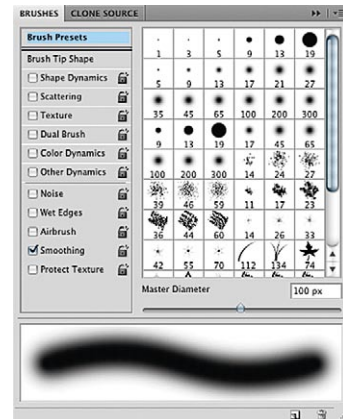 BRUSHES CLONE SOURCE
Brush Presets
Brush Tip Shape
Shape Dynamics
Scattering
Texture
Dual Brush
Color Dynamics
Other Dynamics
Noise
Wet Edges
Airbrush
Smoothing
Protect Texture
1 3 5 9 13 19
5 9 13 17 21 27
35 45 65 100 200 300
9 13 19 17 45 65
100 200 300 14 24 27
39 46 59 11 17 23
36 44 60 14 26 33
42 55 70 112 134 74
Master Diameter 100 px